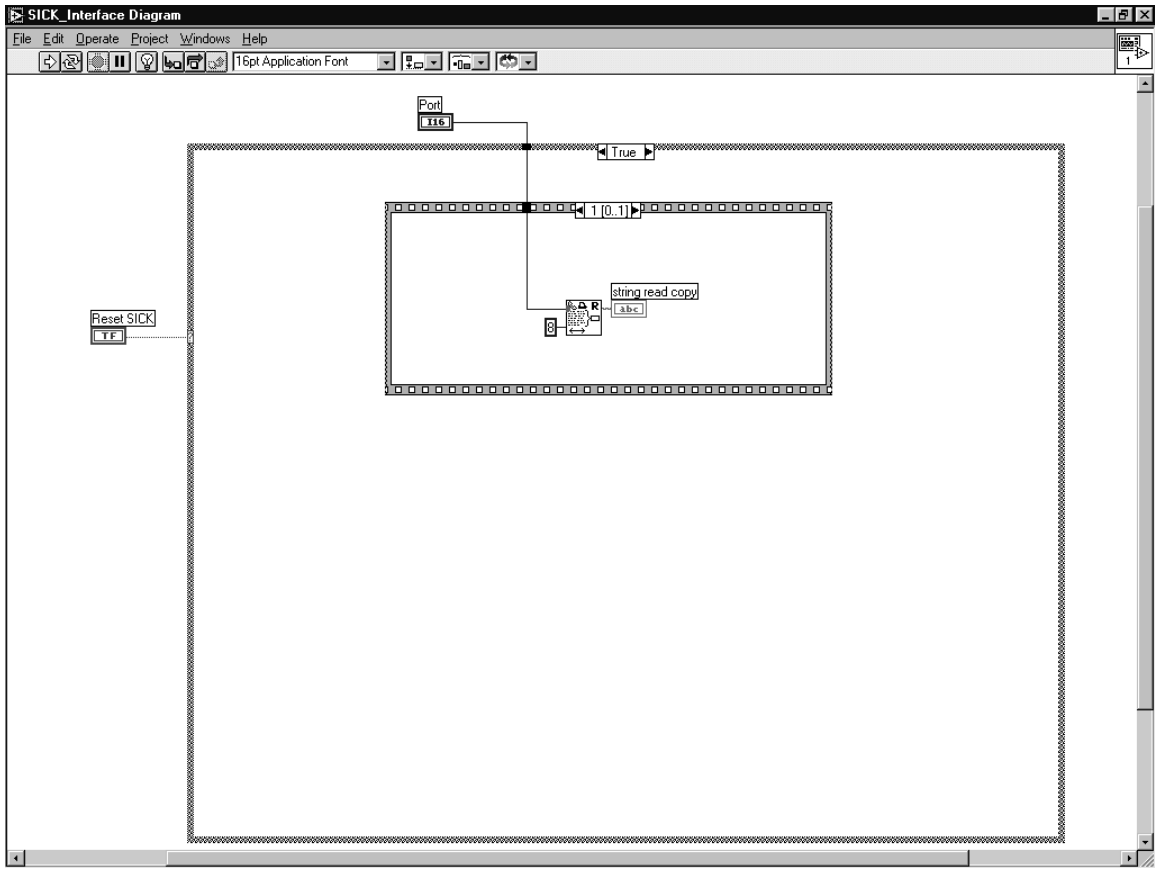 SICK_Interface Diagram
File Edit Operate Project Windows Help
16pt Application Font
1
Port
I16
True
1 [0..1]
string read copy
R
abc
8
Reset SICK
TF